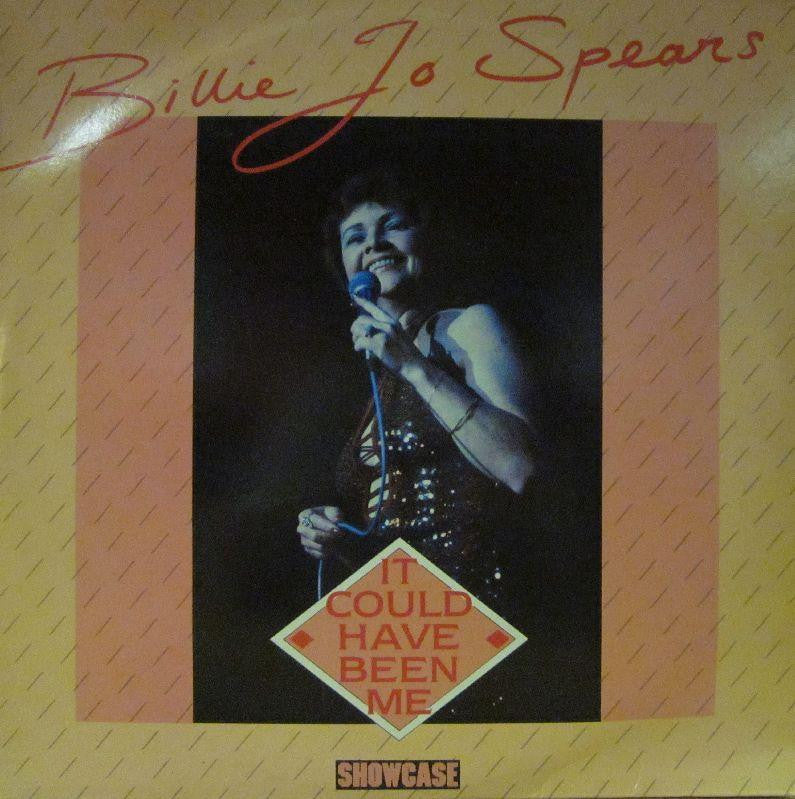 Billie Jo Spears
IT
COULD
HAVE
BEEN
ME
SHOWCASE